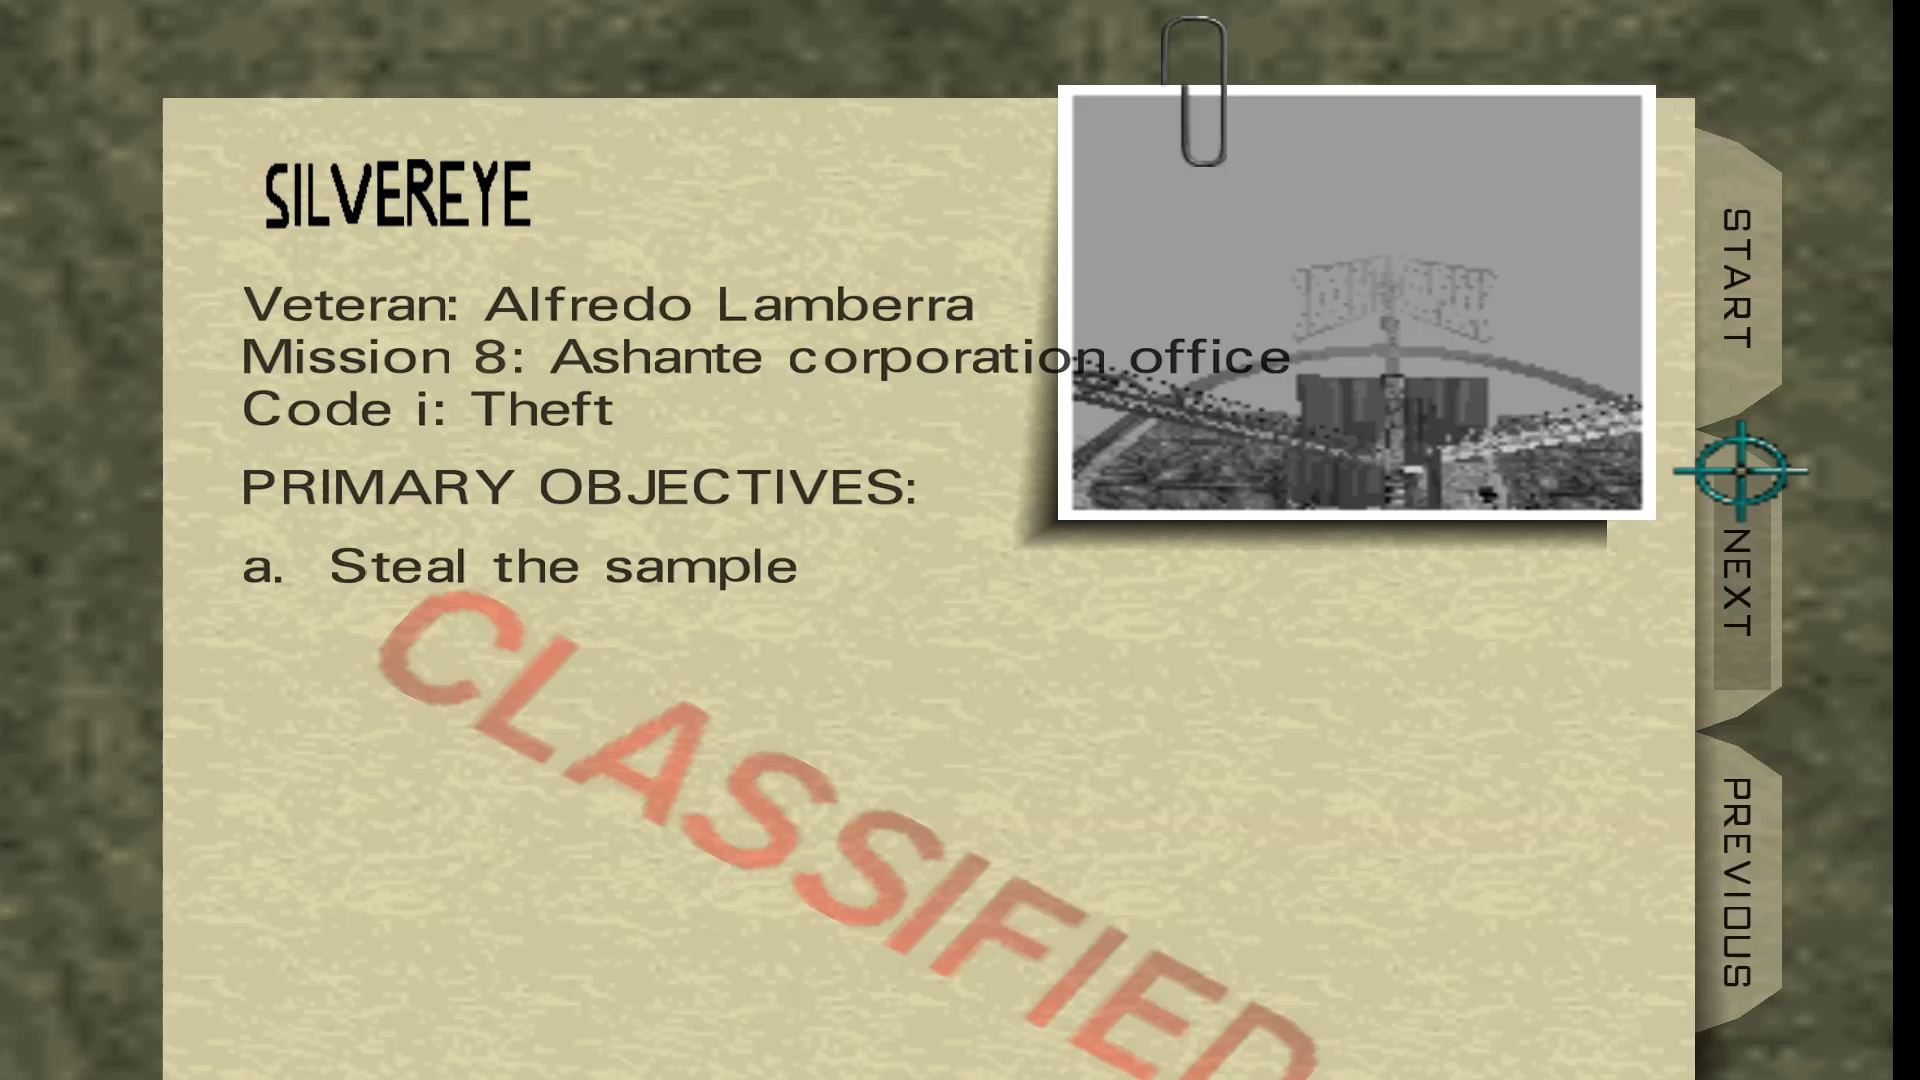 SILVEREYE
Veteran: Alfredo Lamberra
Mission 8: Ashante corporation office
Code i: Theft
PRIMARY OBJECTIVES:
a. Steal the sample
CLASSIFIED
START
NEXT
PREVIOUS